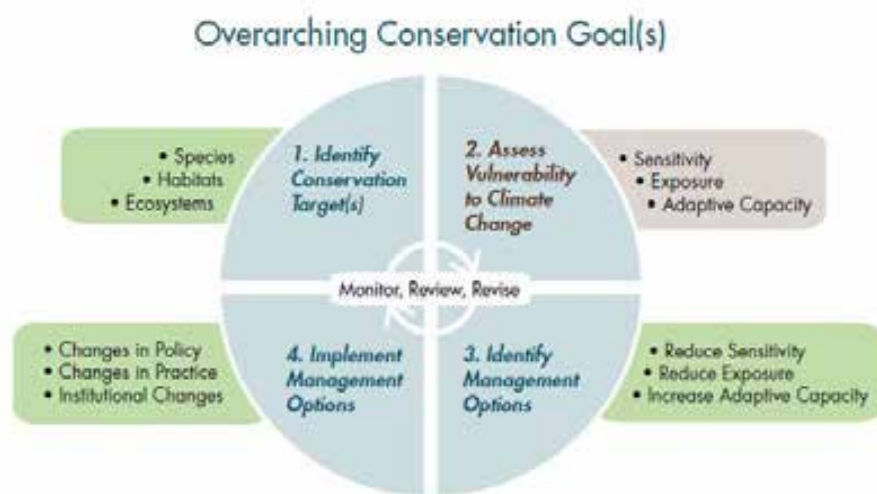 Overarching Conservation Goal(s)
• Species
• Habitats
• Ecosystems
1. Identify
Conservation
Target(s)
2. Assess
Vulnerability
to Climate
Change
• Sensitivity
• Exposure
• Adaptive Capacity
Monitor, Review, Revise
• Changes in Policy
• Changes in Practice
• Institutional Changes
4. Implement
Management
Options
3. Identify
Management
Options
• Reduce Sensitivity
• Reduce Exposure
• Increase Adaptive Capacity